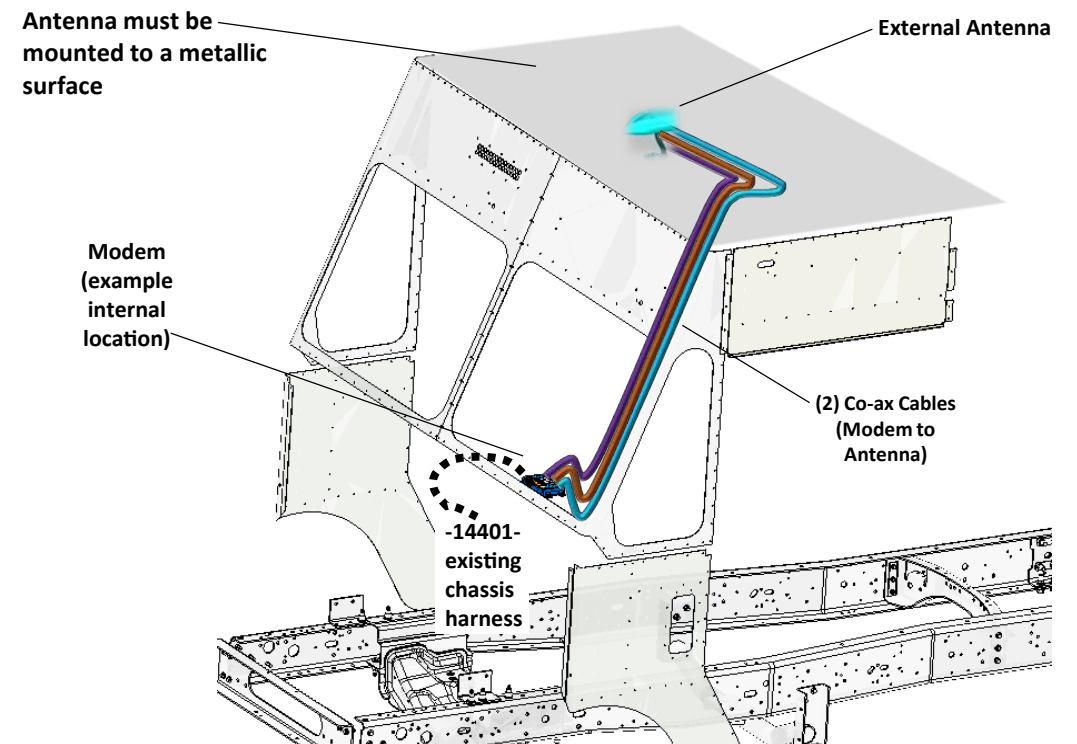 Antenna must be
mounted to a metallic
surface
External Antenna
Modem
(example
internal
location)
(2) Co-ax Cables
(Modem to
Antenna)
-14401-
existing
chassis
harness